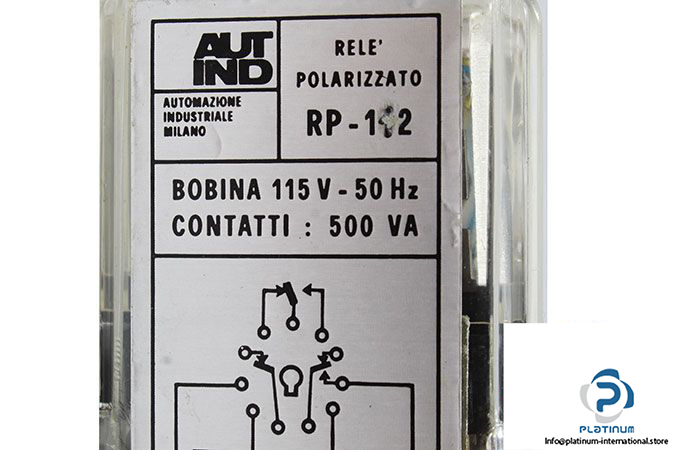 AUT
IND
AUTOMAZIONE
INDUSTRIALE
MILANO
RELE'
POLARIZZATO
BOBINA 115 V - 50 Hz
CONTATTI : 500 VA
PLATINUM
Info@platinum-international.store